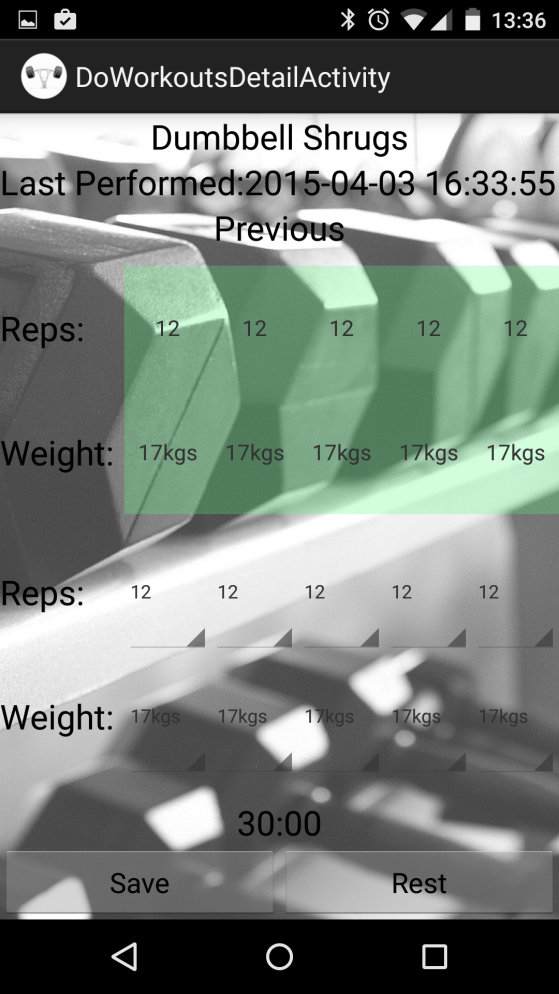 13:36
DoWorkoutsDetailActivity
Dumbbell Shrugs
Last Performed:2015-04-03 16:33:55
Previous
Reps: 12 12 12 12 12
Weight: 17kgs 17kgs 17kgs 17kgs 17kgs
Reps: 12 12 12 12 12
Weight: 17kgs 17kgs 17kgs 17kgs 17kgs
30:00
Save Rest